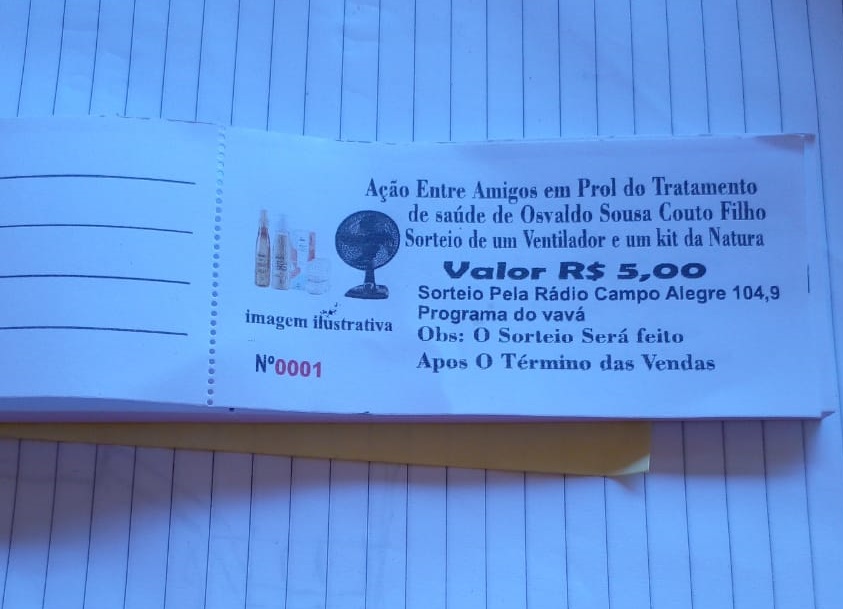 Ação Entre Amigos em Prol do Tratamento
de saúde de Osvaldo Sousa Couto Filho
Sorteio de um Ventilador e um kit da Natura
Valor R$ 5,00
Sorteio Pela Rádio Campo Alegre 104,9
Programa do vavá
Obs: O Sorteio Será feito
Apos O Término das Vendas
imagem ilustrativa
Nº0001